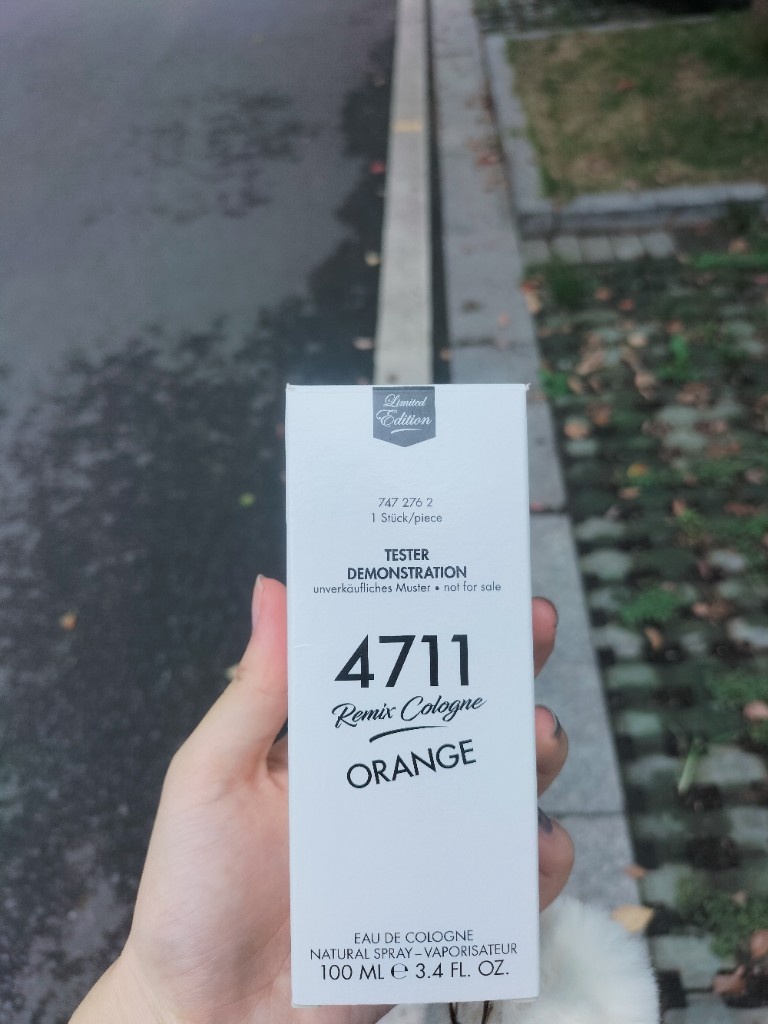 Limited
Edition
747 276 2
1 Stück/piece
TESTER
DEMONSTRATION
unverkäufliches Muster • not for sale
4711
Remix Cologne
ORANGE
EAU DE COLOGNE
NATURAL SPRAY – VAPORISATEUR
100 ML ℮ 3.4 FL. OZ.